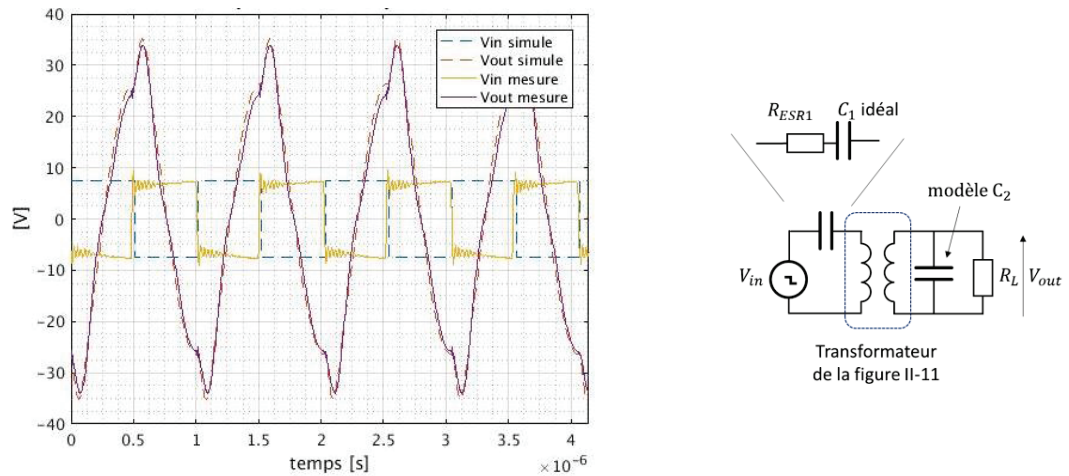 40
30
20
10
0
-10
-20
-30
-40
[V]
0
0.5
1
1.5
2
2.5
3
3.5
4
temps [s]
×10⁻⁶
Vin simule
Vout simule
Vin mesure
Vout mesure
R_ESR1
C₁ idéal
modèle C₂
V_in
R_L
V_out
Transformateur
de la figure II-11